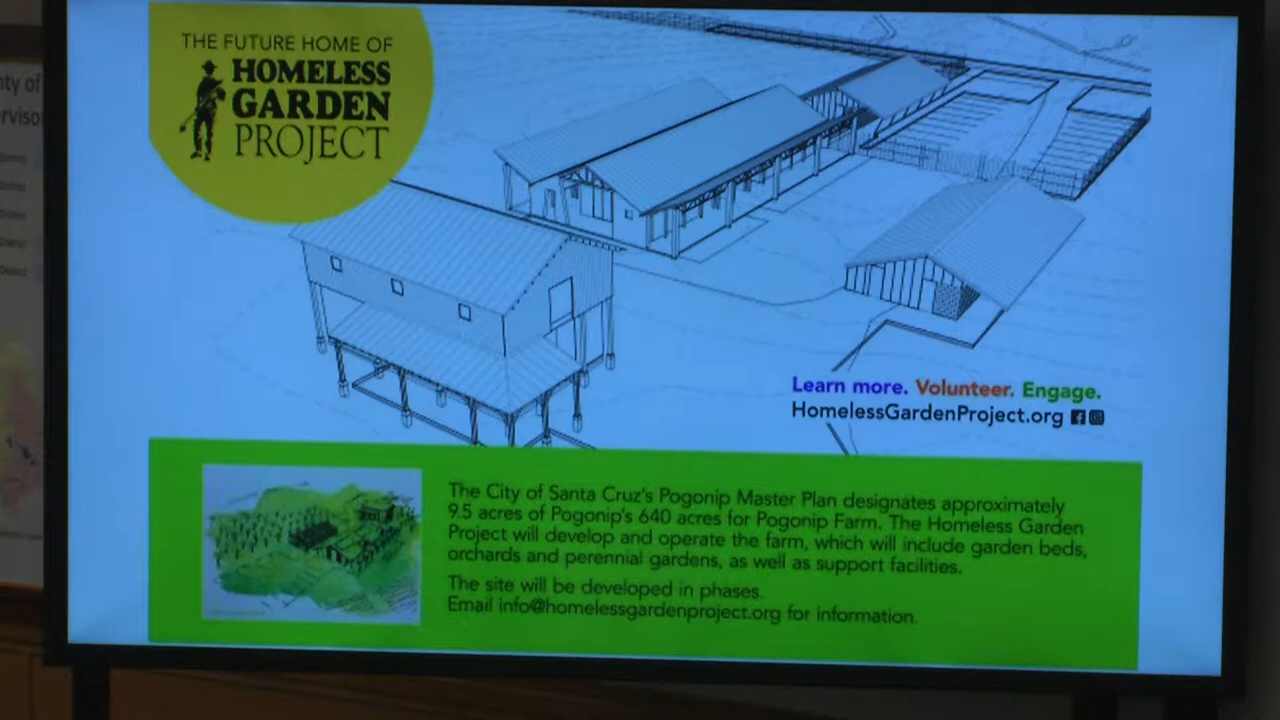 THE FUTURE HOME OF
HOMELESS
GARDEN
PROJECT
Learn more. Volunteer. Engage.
HomelessGardenProject.org
The City of Santa Cruz's Pogonip Master Plan designates approximately
9.5 acres of Pogonip's 640 acres for Pogonip Farm. The Homeless Garden
Project will develop and operate the farm, which will include garden beds,
orchards and perennial gardens, as well as support facilities.
The site will be developed in phases.
Email info@homelessgardenproject.org for information.